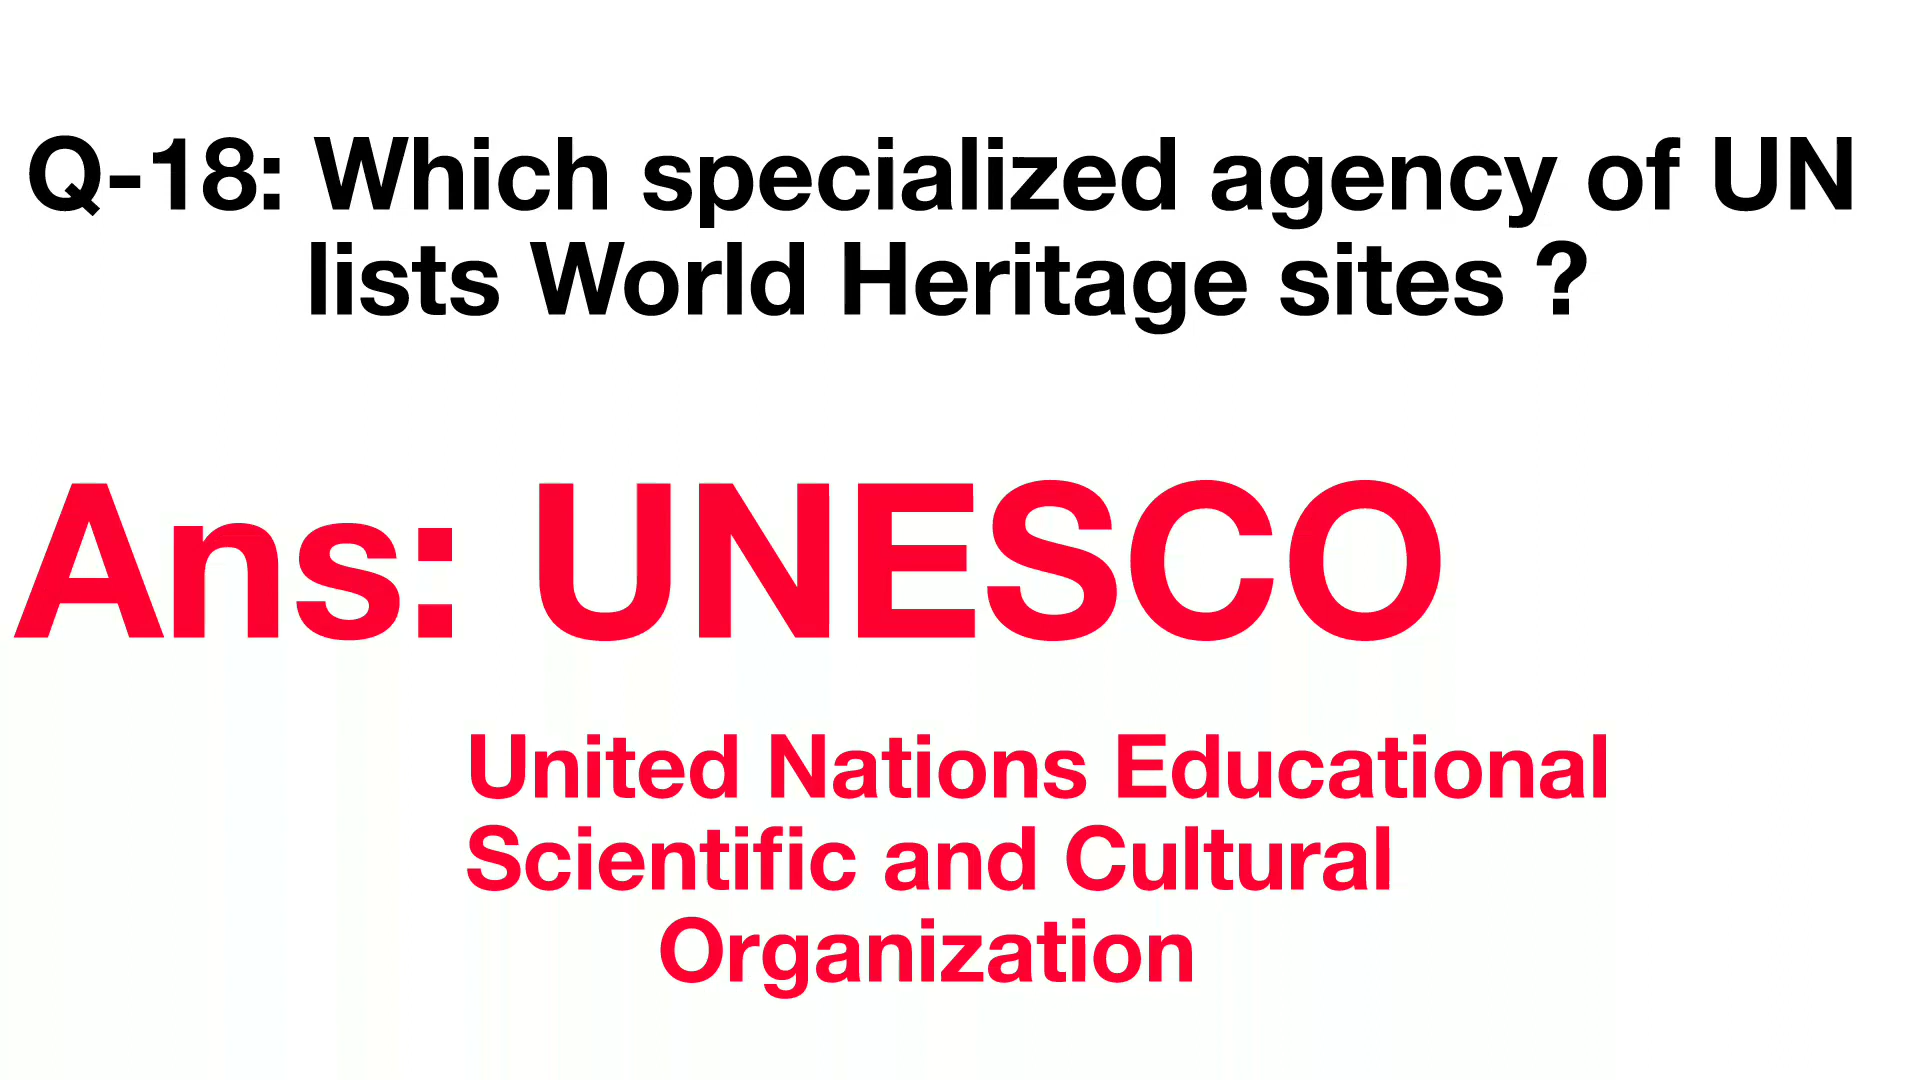 Q-18: Which specialized agency of UN
lists World Heritage sites ?
Ans: UNESCO
United Nations Educational
Scientific and Cultural
Organization